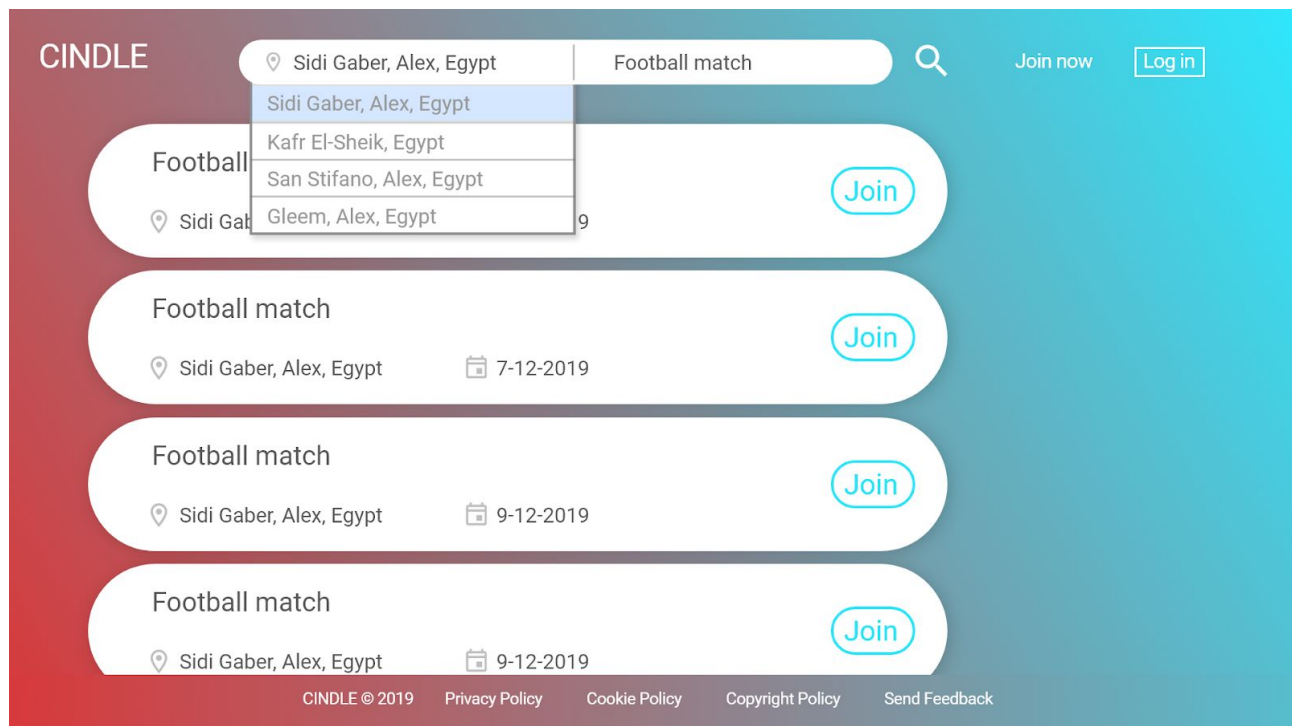 CINDLE
Sidi Gaber, Alex, Egypt
Football match
Join now
Log in
Sidi Gaber, Alex, Egypt
Kafr El-Sheik, Egypt
San Stifano, Alex, Egypt
Gleem, Alex, Egypt
Football
Sidi Gab
9
Join
Football match
Sidi Gaber, Alex, Egypt
7-12-2019
Join
Football match
Sidi Gaber, Alex, Egypt
9-12-2019
Join
Football match
Sidi Gaber, Alex, Egypt
9-12-2019
Join
CINDLE © 2019
Privacy Policy
Cookie Policy
Copyright Policy
Send Feedback